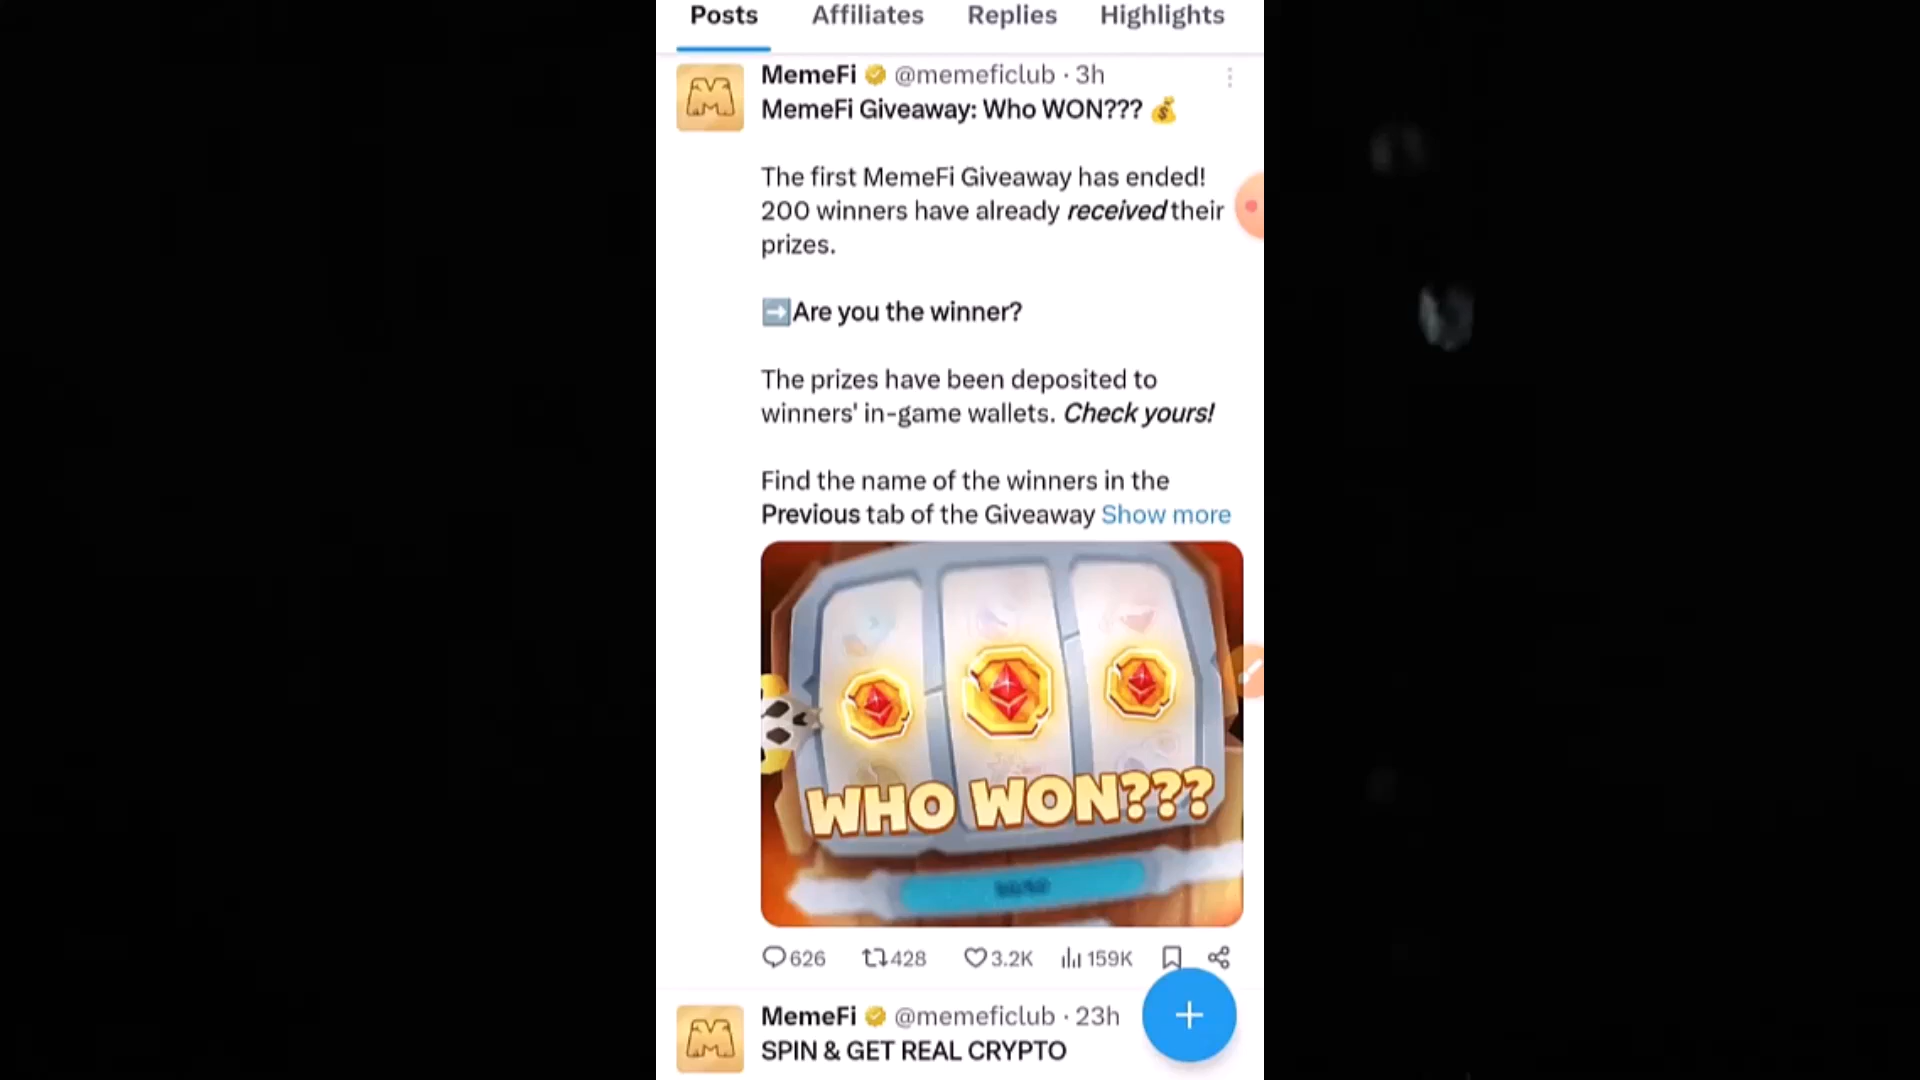 Posts Affiliates Replies Highlights
MemeFi @memeficlub · 3h
MemeFi Giveaway: Who WON??? 💰
The first MemeFi Giveaway has ended!
200 winners have already received their
prizes.
➡️Are you the winner?
The prizes have been deposited to
winners' in-game wallets. Check yours!
Find the name of the winners in the
Previous tab of the Giveaway Show more
WHO WON???
626 428 3.2K 159K
MemeFi @memeficlub · 23h
SPIN & GET REAL CRYPTO